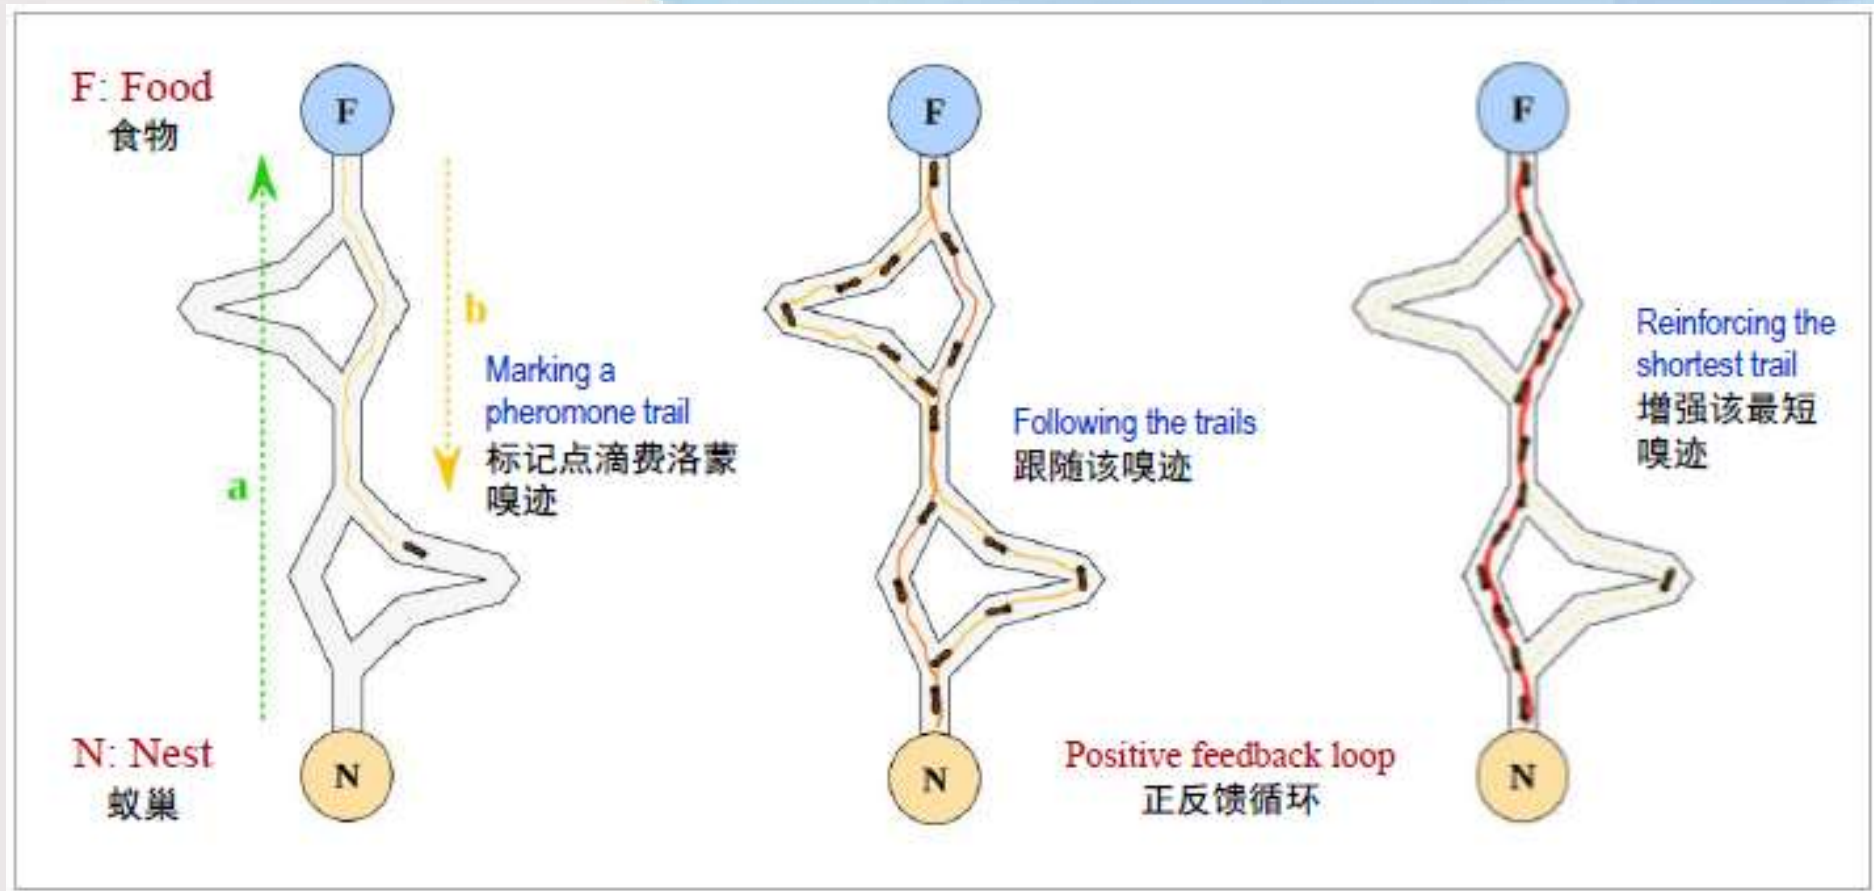 F: Food
食物
F
a
b
Marking a
pheromone trail
标记点滴费洛蒙
嗅迹
N: Nest
蚁巢
N
F
Following the trails
跟随该嗅迹
N
Positive feedback loop
正反馈循环
F
Reinforcing the
shortest trail
增强该最短
嗅迹
N